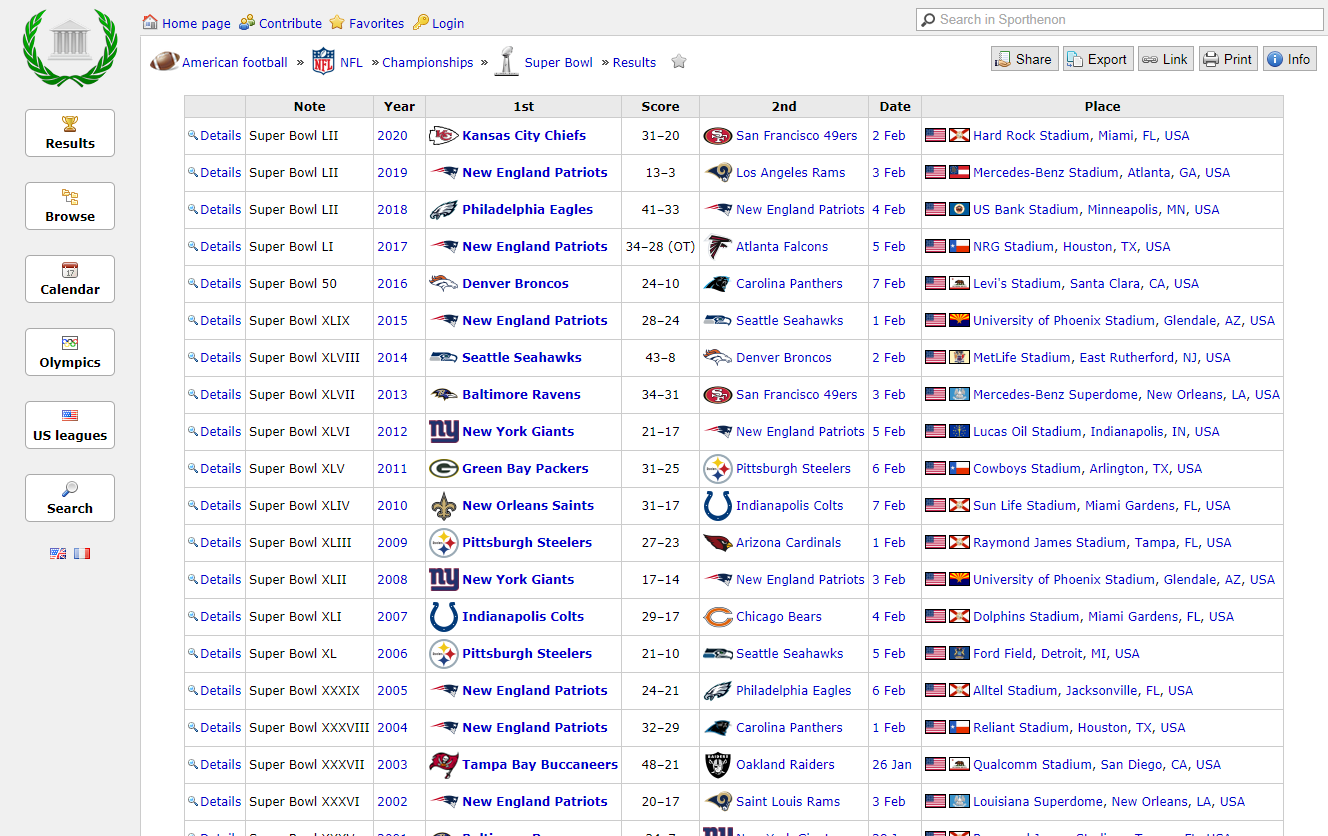 Home page Contribute Favorites Login
Search in Sporthenon
American football » NFL » Championships » Super Bowl » Results
Share Export Link Print Info
Results
Browse
Calendar
Olympics
US leagues
Search
Note Year 1st Score 2nd Date Place
Details Super Bowl LII 2020 Kansas City Chiefs 31–20 San Francisco 49ers 2 Feb Hard Rock Stadium, Miami, FL, USA
Details Super Bowl LII 2019 New England Patriots 13–3 Los Angeles Rams 3 Feb Mercedes-Benz Stadium, Atlanta, GA, USA
Details Super Bowl LII 2018 Philadelphia Eagles 41–33 New England Patriots 4 Feb US Bank Stadium, Minneapolis, MN, USA
Details Super Bowl LI 2017 New England Patriots 34–28 (OT) Atlanta Falcons 5 Feb NRG Stadium, Houston, TX, USA
Details Super Bowl 50 2016 Denver Broncos 24–10 Carolina Panthers 7 Feb Levi's Stadium, Santa Clara, CA, USA
Details Super Bowl XLIX 2015 New England Patriots 28–24 Seattle Seahawks 1 Feb University of Phoenix Stadium, Glendale, AZ, USA
Details Super Bowl XLVIII 2014 Seattle Seahawks 43–8 Denver Broncos 2 Feb MetLife Stadium, East Rutherford, NJ, USA
Details Super Bowl XLVII 2013 Baltimore Ravens 34–31 San Francisco 49ers 3 Feb Mercedes-Benz Superdome, New Orleans, LA, USA
Details Super Bowl XLVI 2012 New York Giants 21–17 New England Patriots 5 Feb Lucas Oil Stadium, Indianapolis, IN, USA
Details Super Bowl XLV 2011 Green Bay Packers 31–25 Pittsburgh Steelers 6 Feb Cowboys Stadium, Arlington, TX, USA
Details Super Bowl XLIV 2010 New Orleans Saints 31–17 Indianapolis Colts 7 Feb Sun Life Stadium, Miami Gardens, FL, USA
Details Super Bowl XLIII 2009 Pittsburgh Steelers 27–23 Arizona Cardinals 1 Feb Raymond James Stadium, Tampa, FL, USA
Details Super Bowl XLII 2008 New York Giants 17–14 New England Patriots 3 Feb University of Phoenix Stadium, Glendale, AZ, USA
Details Super Bowl XLI 2007 Indianapolis Colts 29–17 Chicago Bears 4 Feb Dolphins Stadium, Miami Gardens, FL, USA
Details Super Bowl XL 2006 Pittsburgh Steelers 21–10 Seattle Seahawks 5 Feb Ford Field, Detroit, MI, USA
Details Super Bowl XXXIX 2005 New England Patriots 24–21 Philadelphia Eagles 6 Feb Alltel Stadium, Jacksonville, FL, USA
Details Super Bowl XXXVIII 2004 New England Patriots 32–29 Carolina Panthers 1 Feb Reliant Stadium, Houston, TX, USA
Details Super Bowl XXXVII 2003 Tampa Bay Buccaneers 48–21 Oakland Raiders 26 Jan Qualcomm Stadium, San Diego, CA, USA
Details Super Bowl XXXVI 2002 New England Patriots 20–17 Saint Louis Rams 3 Feb Louisiana Superdome, New Orleans, LA, USA